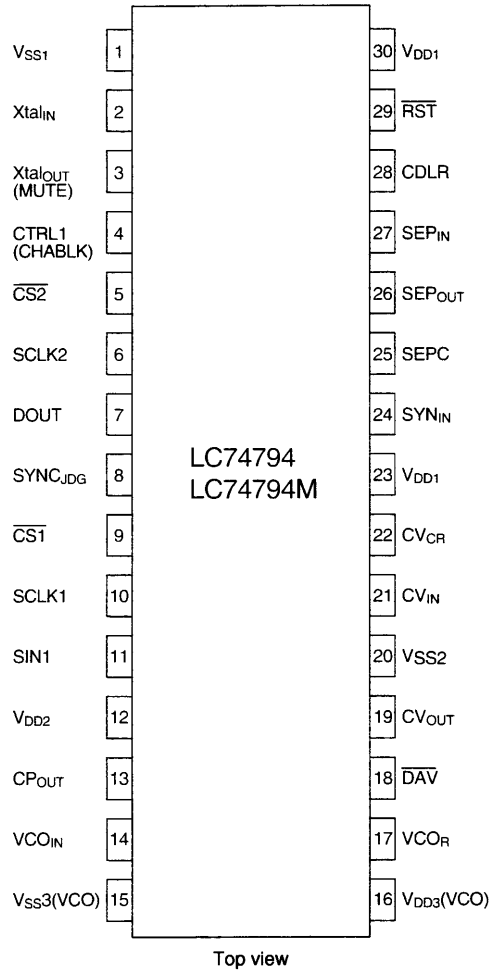 VSS1 1
XtalIN 2
XtalOUT 3
(MUTE)
CTRL1 4
(CHABLK)
CS2 5
SCLK2 6
DOUT 7
SYNCJDG 8
CS1 9
SCLK1 10
SIN1 11
VDD2 12
CPOUT 13
VCOIN 14
VSS3(VCO) 15
LC74794
LC74794M
30 VDD1
29 RST
28 CDLR
27 SEPIN
26 SEPOUT
25 SEPC
24 SYNIN
23 VDD1
22 CVCR
21 CVIN
20 VSS2
19 CVOUT
18 DAV
17 VCOR
16 VDD3(VCO)
Top view